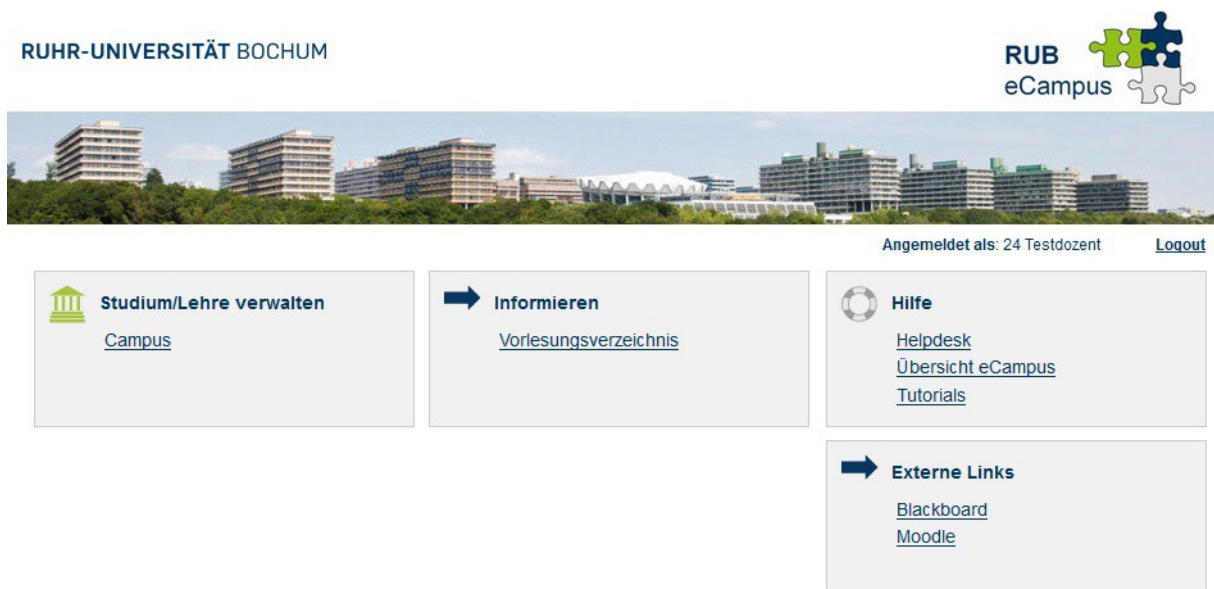 RUHR-UNIVERSITÄT BOCHUM
RUB
eCampus
Angemeldet als: 24 Testdozent Logout
Studium/Lehre verwalten
Campus
Informieren
Vorlesungsverzeichnis
Hilfe
Helpdesk
Übersicht eCampus
Tutorials
Externe Links
Blackboard
Moodle